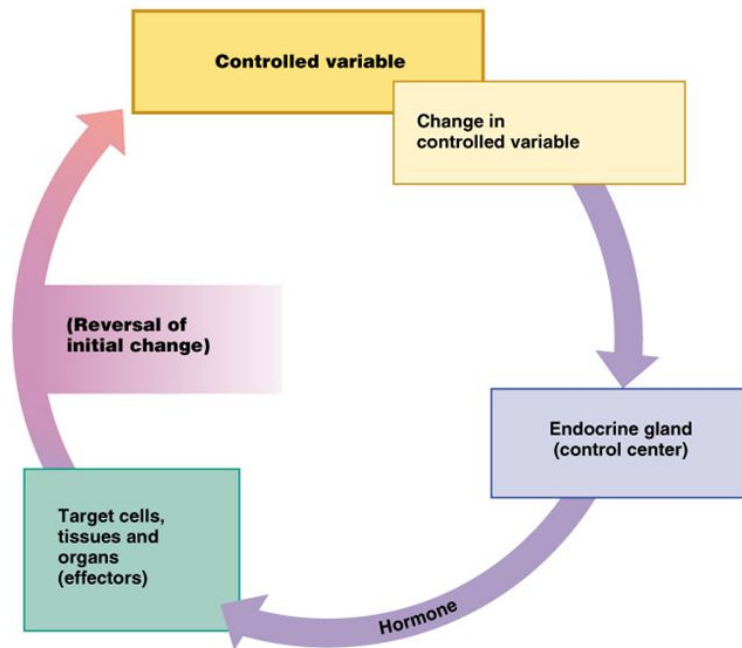 Controlled variable
Change in
controlled variable
Endocrine gland
(control center)
Hormone
Target cells,
tissues and
organs
(effectors)
(Reversal of
initial change)